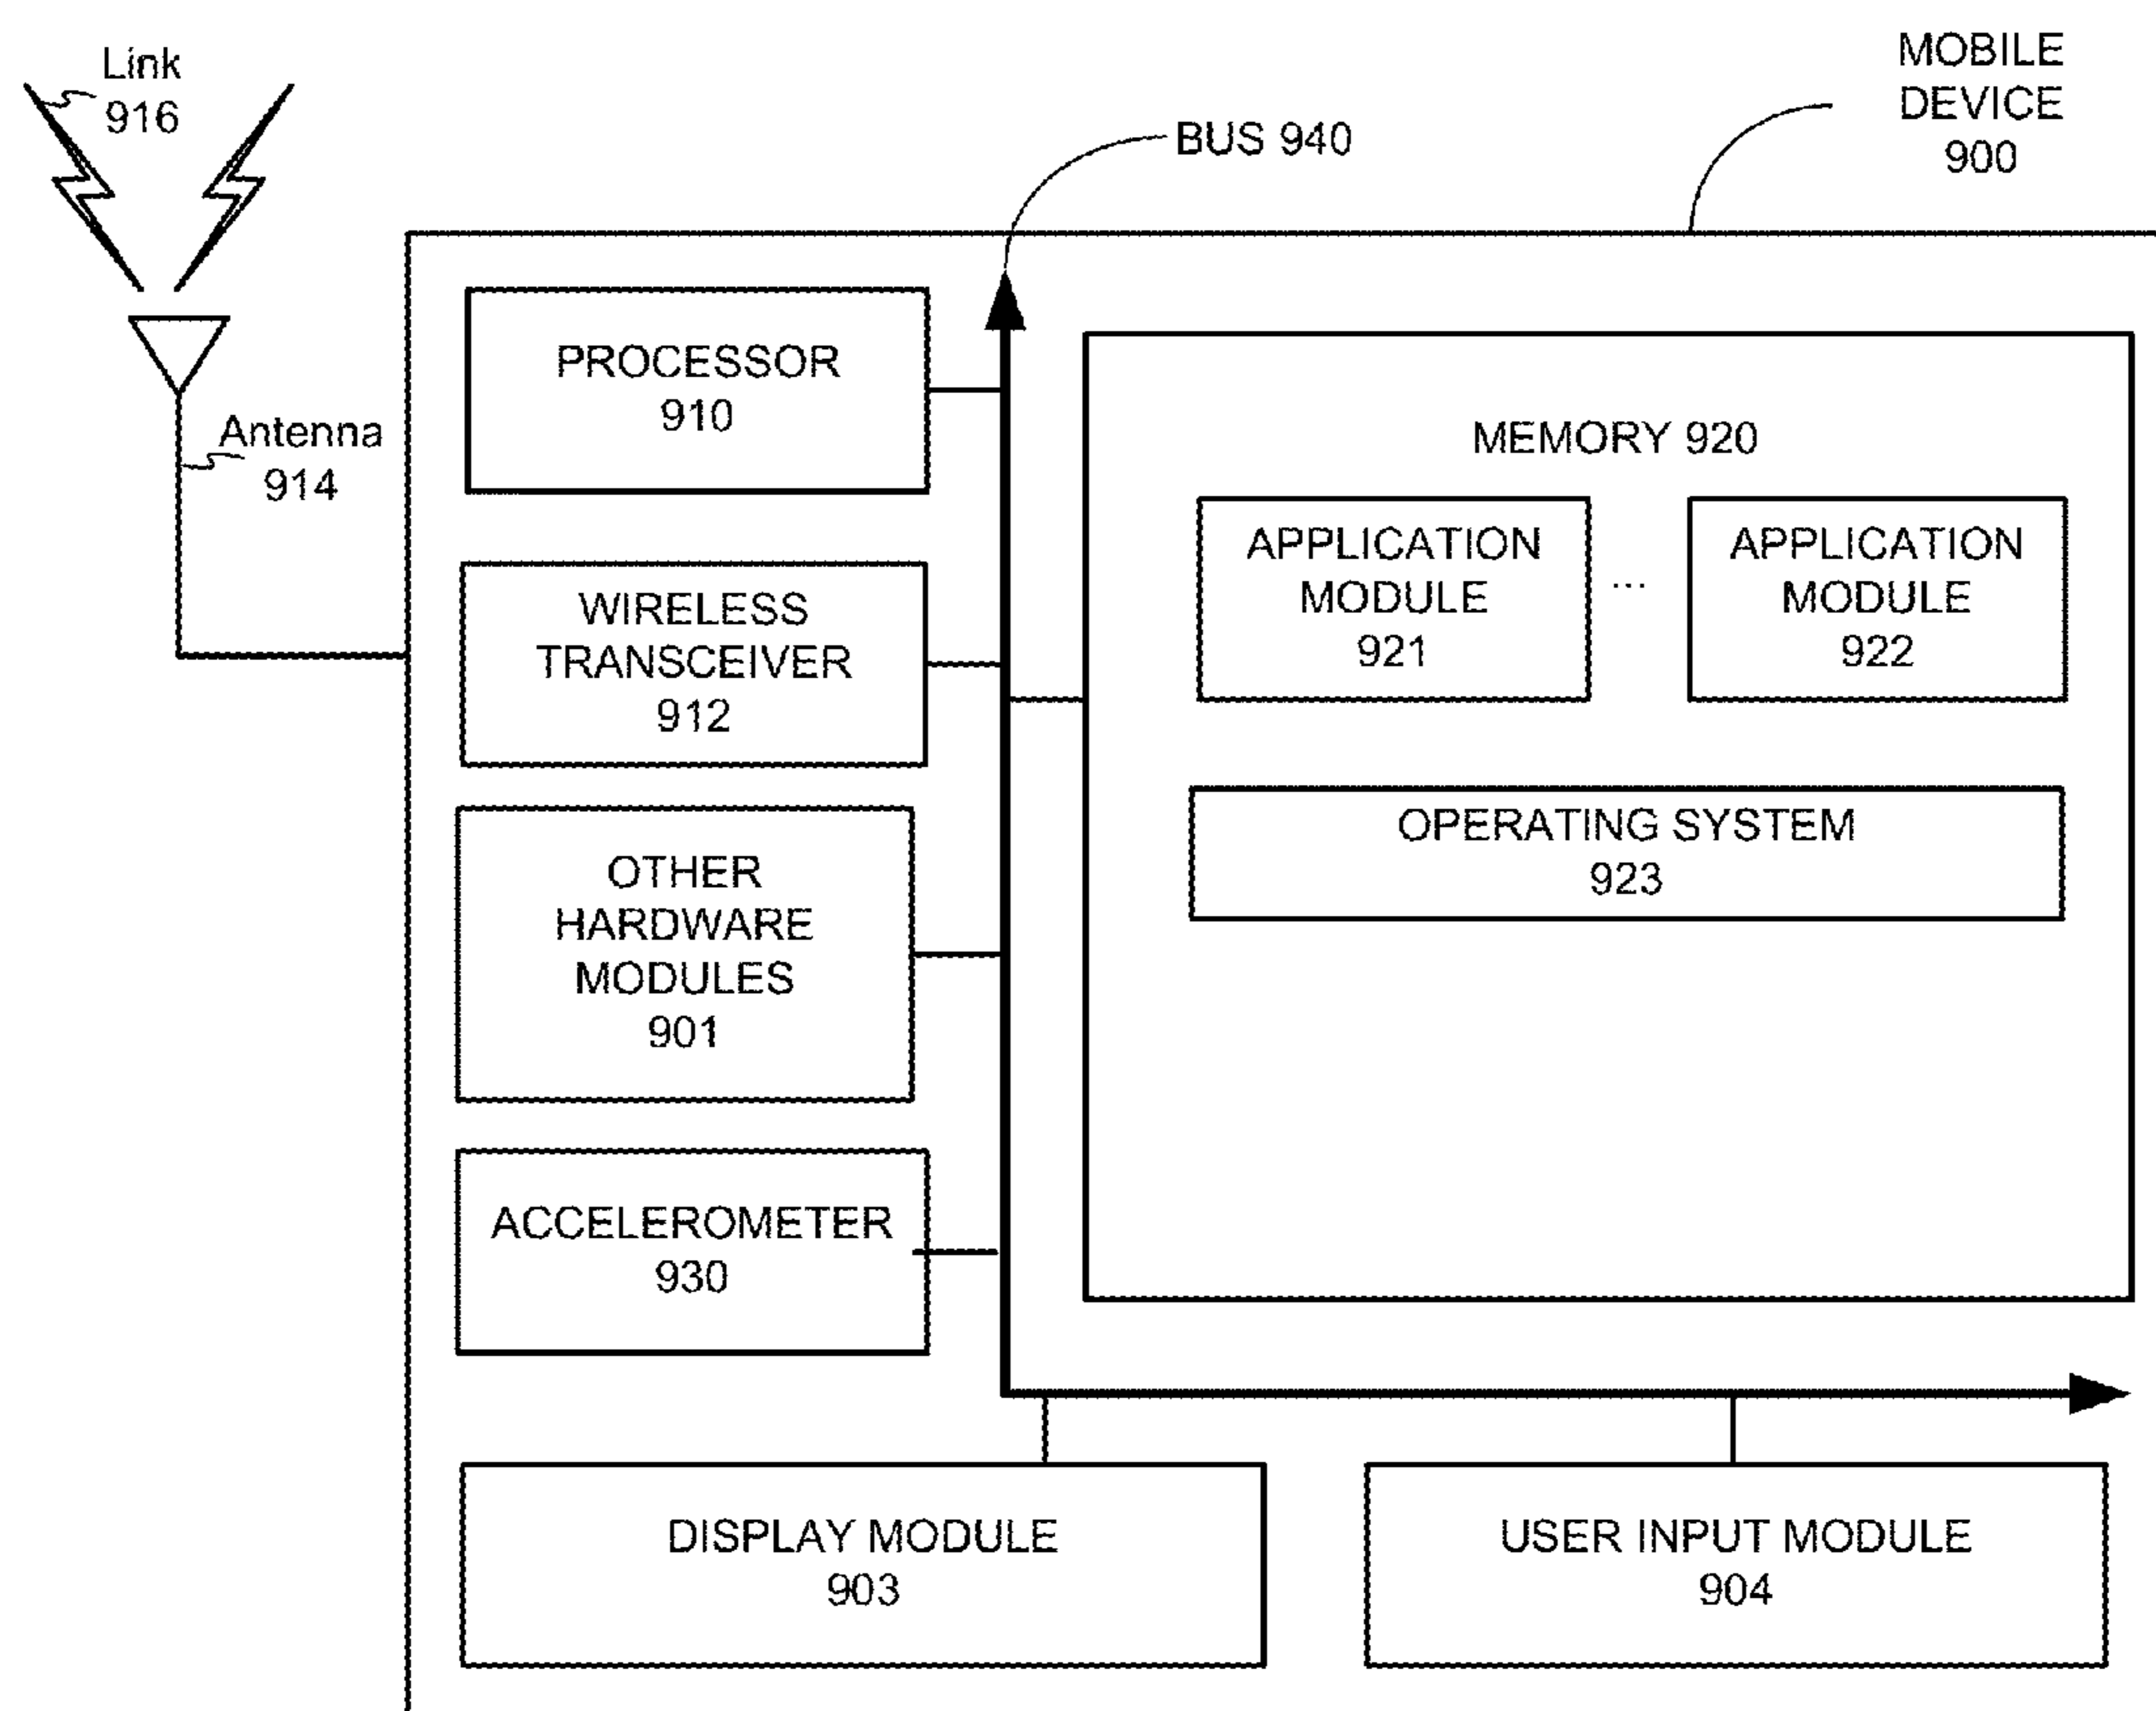 Link
916
MOBILE
DEVICE
900
BUS 940
PROCESSOR
910
Antenna
914
MEMORY 920
APPLICATION
MODULE
921
...
APPLICATION
MODULE
922
WIRELESS
TRANSCEIVER
912
OPERATING SYSTEM
923
OTHER
HARDWARE
MODULES
901
ACCELEROMETER
930
DISPLAY MODULE
903
USER INPUT MODULE
904